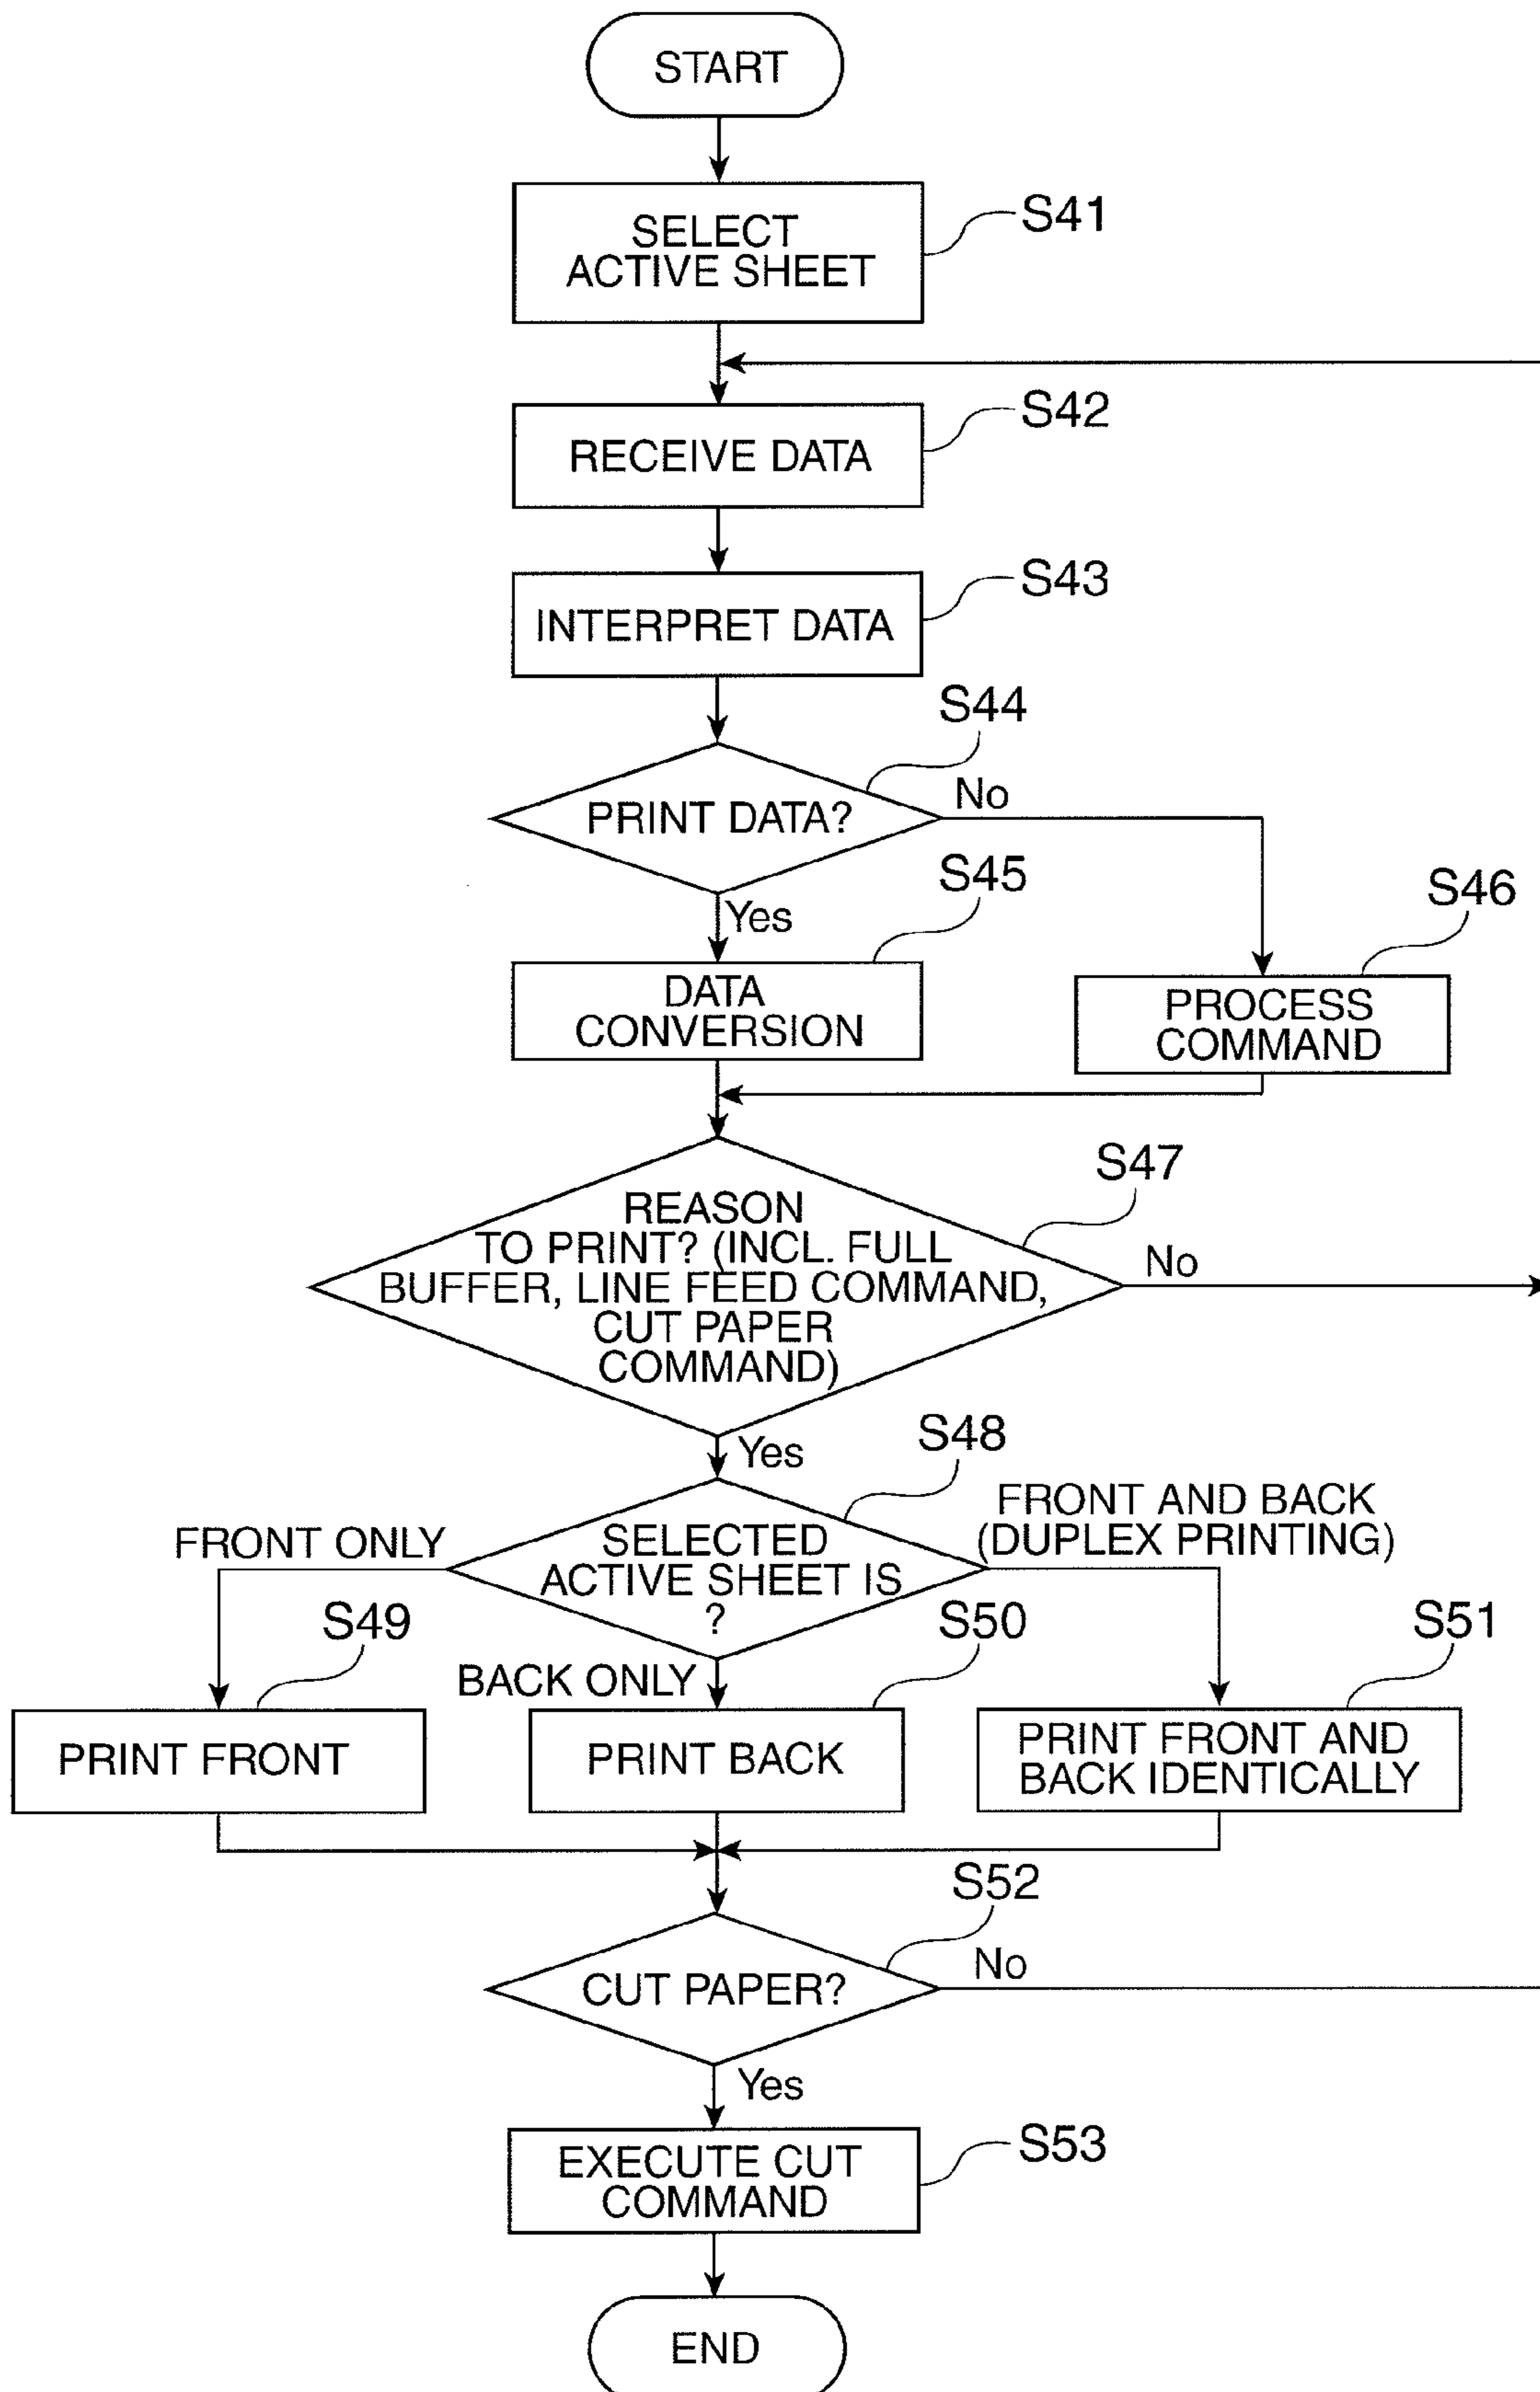 START
SELECT
ACTIVE SHEET
S41
RECEIVE DATA
S42
INTERPRET DATA
S43
S44
PRINT DATA?
No
Yes
S45
DATA
CONVERSION
S46
PROCESS
COMMAND
S47
REASON
TO PRINT? (INCL. FULL
BUFFER, LINE FEED COMMAND,
CUT PAPER
COMMAND)
No
Yes
S48
SELECTED
ACTIVE SHEET IS
?
FRONT ONLY
FRONT AND BACK
(DUPLEX PRINTING)
BACK ONLY
S49
PRINT FRONT
S50
PRINT BACK
S51
PRINT FRONT AND
BACK IDENTICALLY
S52
CUT PAPER?
No
Yes
EXECUTE CUT
COMMAND
S53
END